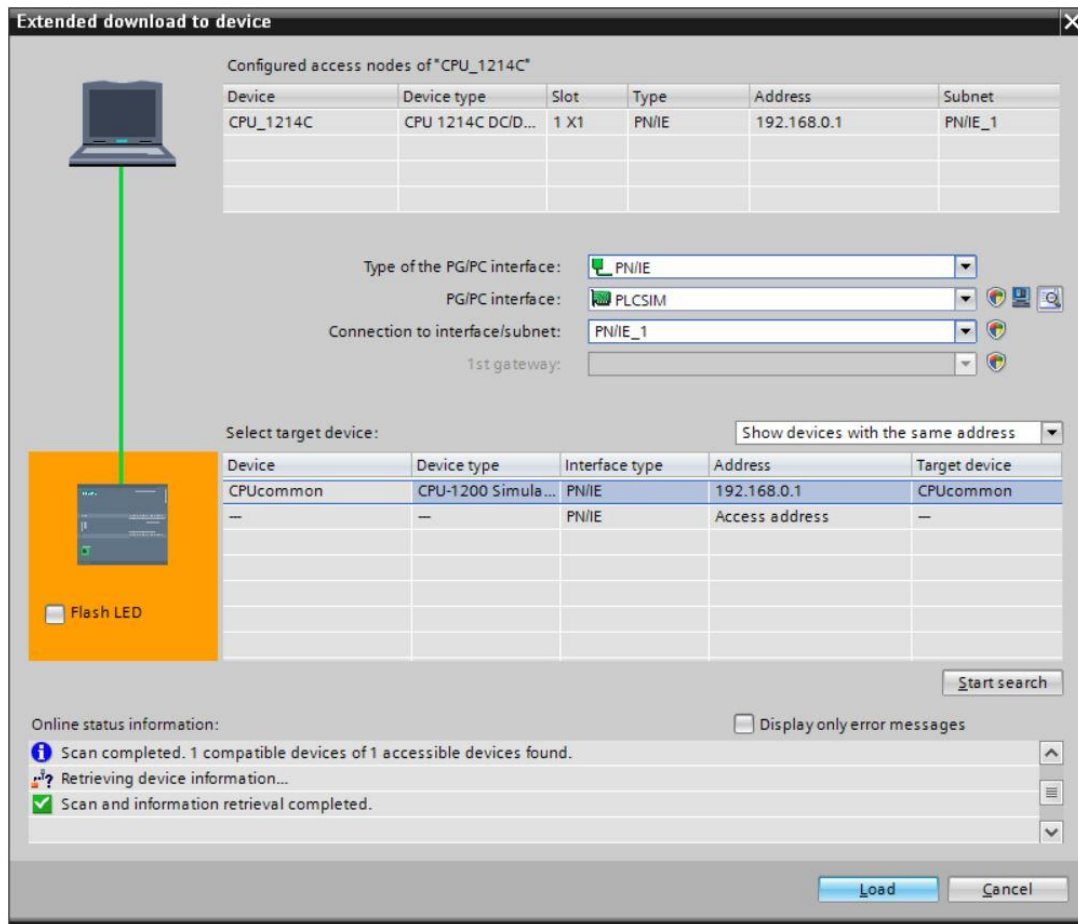 Extended download to device
Configured access nodes of "CPU_1214C"
Device Device type Slot Type Address Subnet
CPU_1214C CPU 1214C DC/D... 1 X1 PN/IE 192.168.0.1 PN/IE_1
Type of the PG/PC interface: PN/IE
PG/PC interface: PLCSIM
Connection to interface/subnet: PN/IE_1
1st gateway:
Select target device: Show devices with the same address
Device Device type Interface type Address Target device
CPUcommon CPU-1200 Simula... PN/IE 192.168.0.1 CPUcommon
— — PN/IE Access address —
Flash LED
Start search
Online status information: Display only error messages
Scan completed. 1 compatible devices of 1 accessible devices found.
Retrieving device information...
Scan and information retrieval completed.
Load Cancel